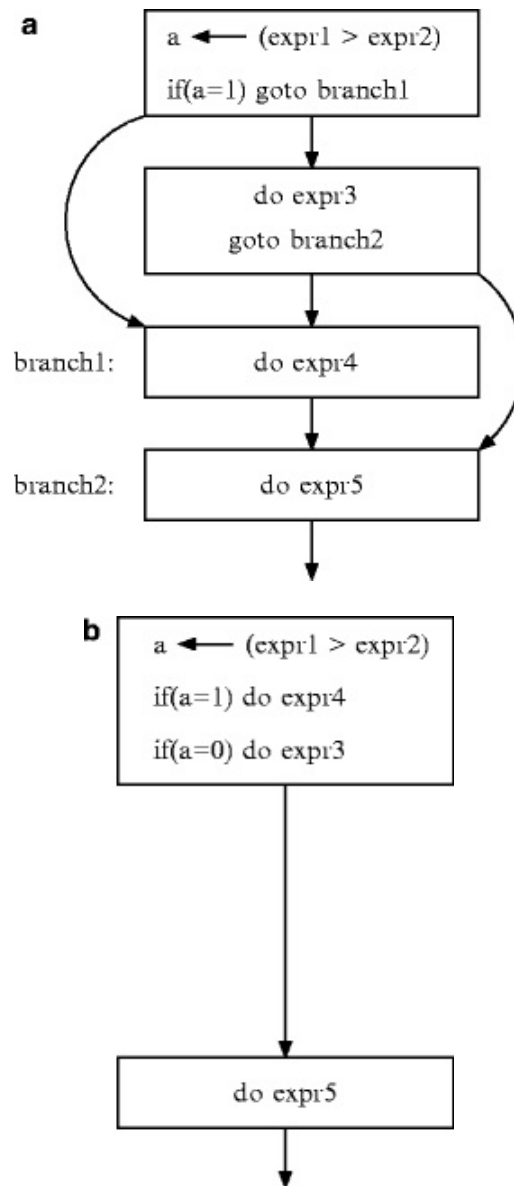 a
a ← (expr1 > expr2)
if(a=1) goto branch1
do expr3
goto branch2
branch1:
do expr4
branch2:
do expr5
b
a ← (expr1 > expr2)
if(a=1) do expr4
if(a=0) do expr3
do expr5